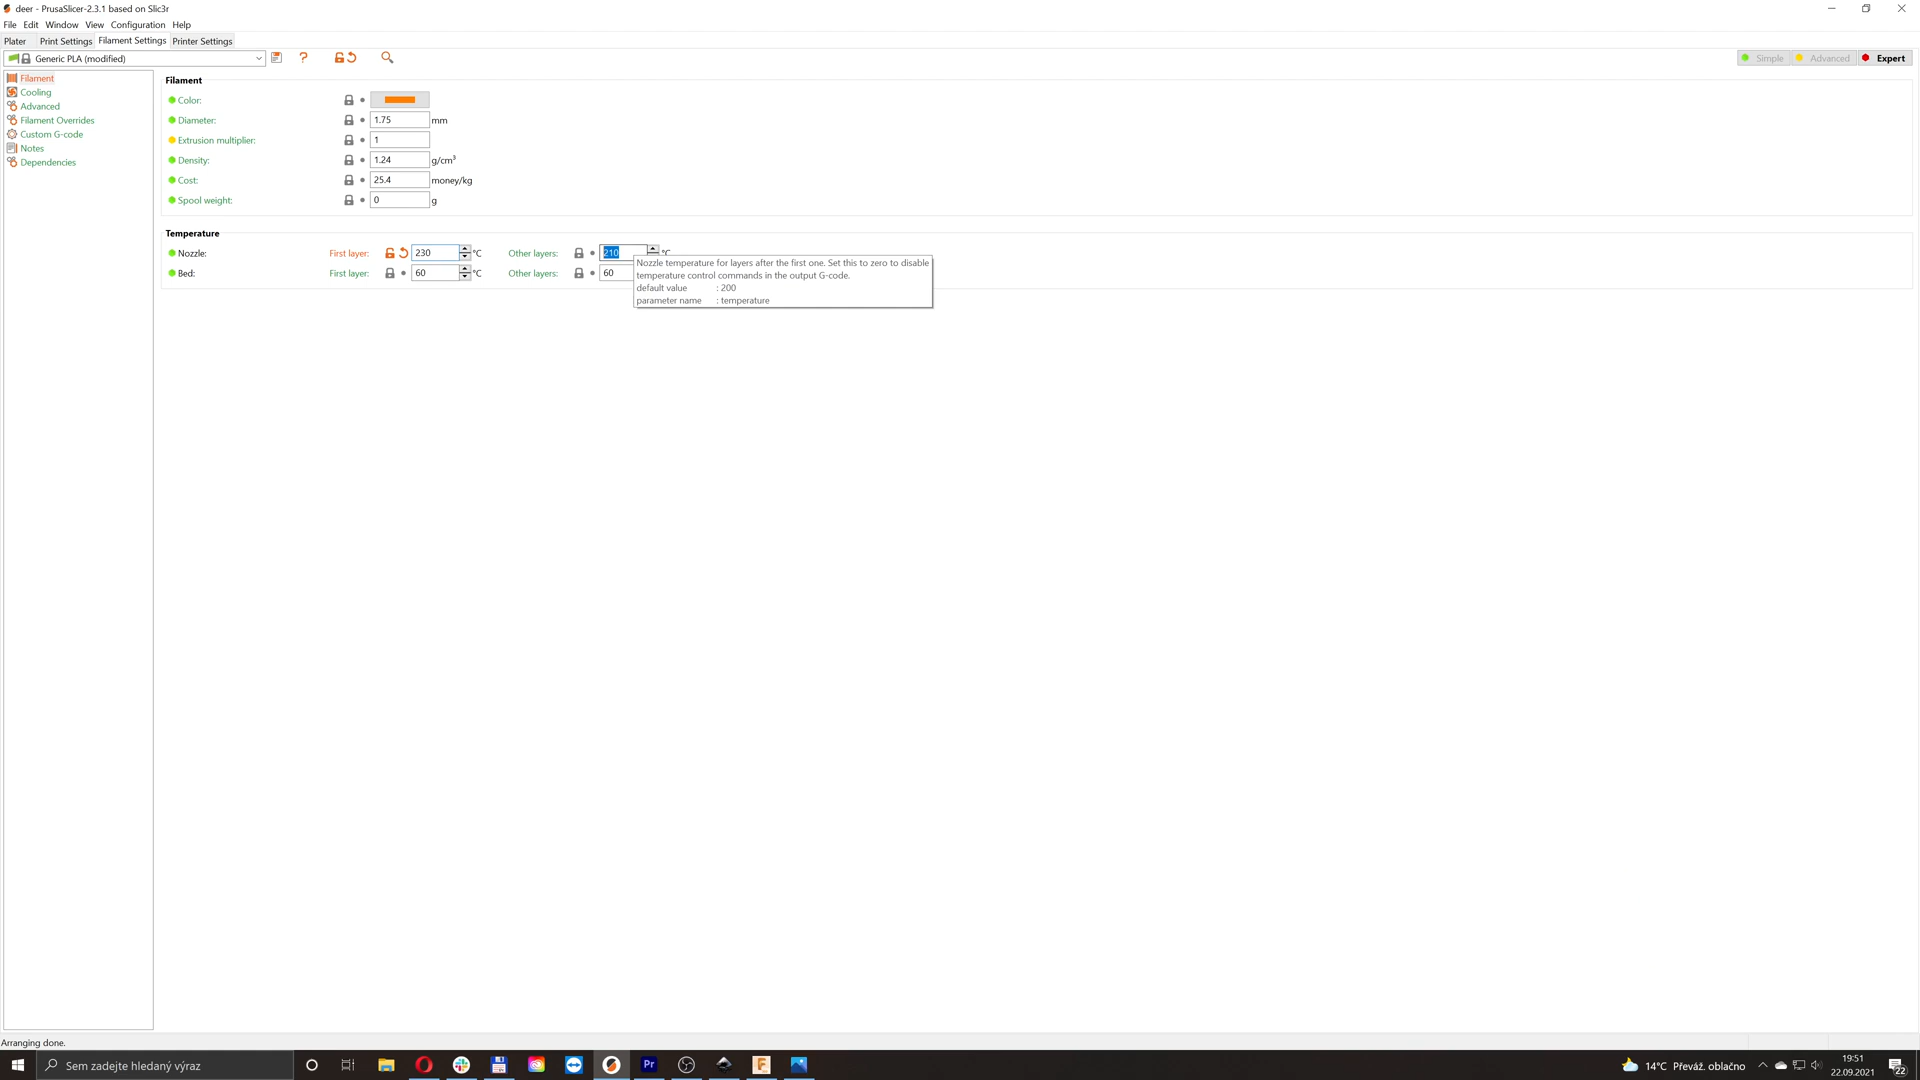 deer - PrusaSlicer-2.3.1 based on Slic3r
File Edit Window View Configuration Help
Plater Print Settings Filament Settings Printer Settings
Generic PLA (modified) ? Simple Advanced Expert
Filament
Cooling
Advanced
Filament Overrides
Custom G-code
Notes
Dependencies
Filament
Color:
Diameter: 1.75 mm
Extrusion multiplier: 1
Density: 1.24 g/cm³
Cost: 25.4 money/kg
Spool weight: 0 g
Temperature
Nozzle: First layer: 230 °C Other layers: 210 °C
Bed: First layer: 60 °C Other layers: 60
Nozzle temperature for layers after the first one. Set this to zero to disable
temperature control commands in the output G-code.
default value : 200
parameter name : temperature
Arranging done.
Sem zadejte hledaný výraz
Pr
F
14°C Převáž. oblačno
19:51
22.09.2021
22